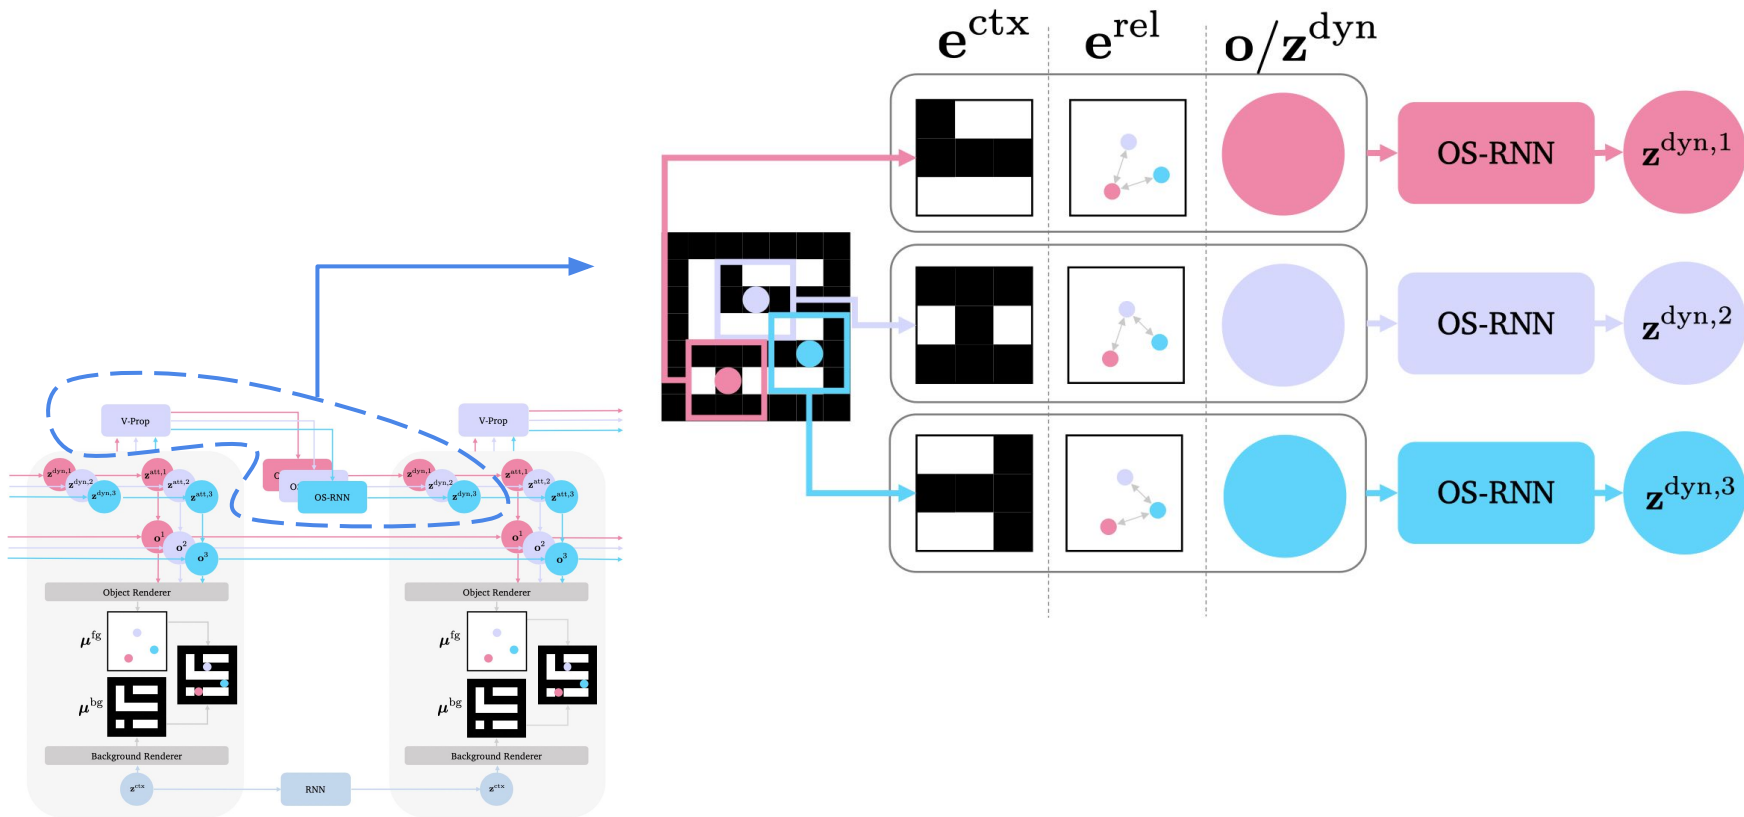 e^ctx e^rel o/z^dyn
OS-RNN z^dyn,1
OS-RNN z^dyn,2
OS-RNN z^dyn,3
V-Prop V-Prop
z^dyn,1 z^att,1 z^dyn,1 z^att,1
z^dyn,2 z^att,2 z^dyn,2 z^att,2
z^dyn,3 z^att,3 OS-RNN z^dyn,3 z^att,3
o^1 o^1
o^2 o^2
o^3 o^3
Object Renderer Object Renderer
μ^fg μ^fg
μ^bg μ^bg
Background Renderer Background Renderer
z^ctx RNN z^ctx